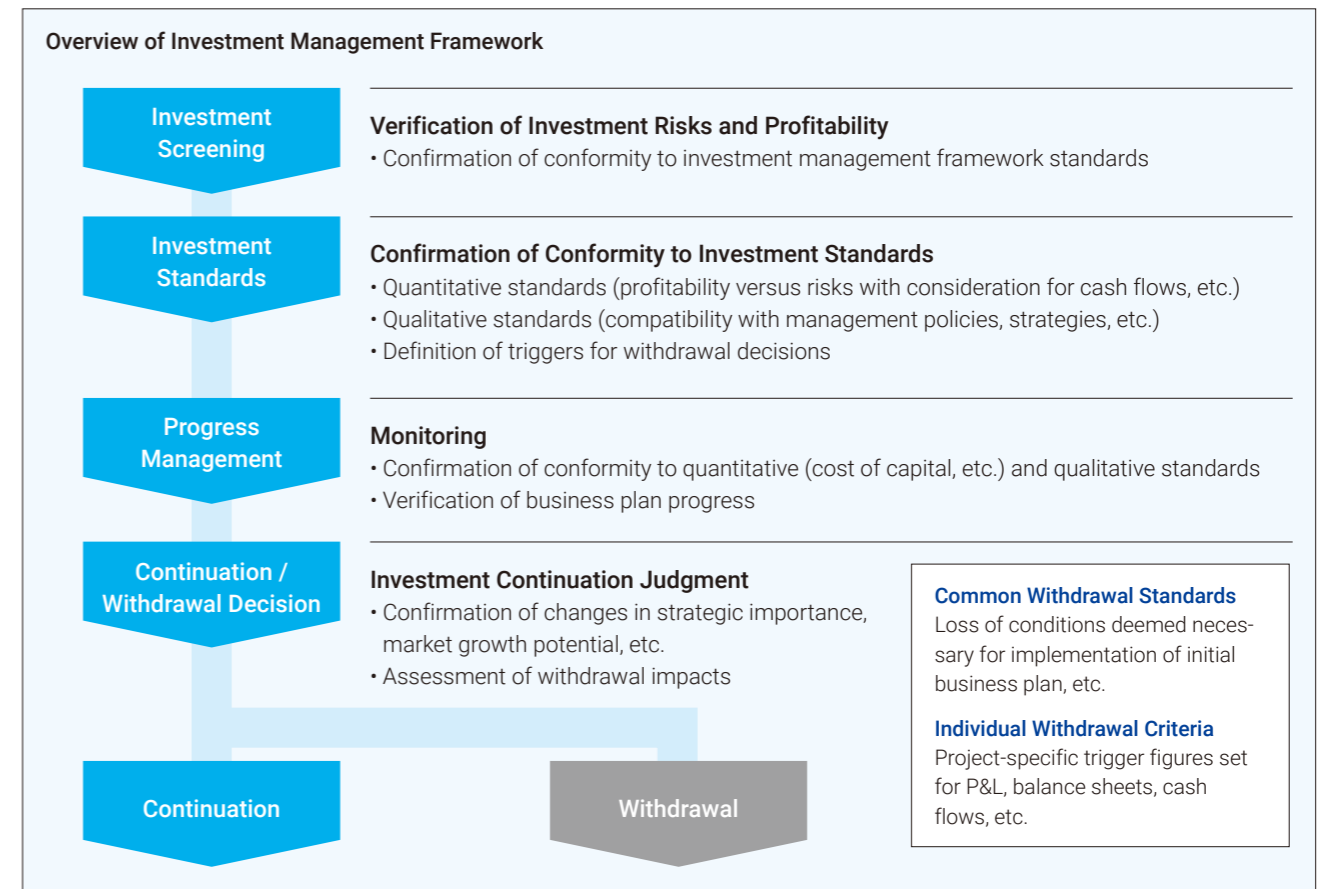 Overview of Investment Management Framework
Investment
Screening
Verification of Investment Risks and Profitability
• Confirmation of conformity to investment management framework standards
Investment
Standards
Confirmation of Conformity to Investment Standards
• Quantitative standards (profitability versus risks with consideration for cash flows, etc.)
• Qualitative standards (compatibility with management policies, strategies, etc.)
• Definition of triggers for withdrawal decisions
Progress
Management
Monitoring
• Confirmation of conformity to quantitative (cost of capital, etc.) and qualitative standards
• Verification of business plan progress
Continuation /
Withdrawal Decision
Investment Continuation Judgment
• Confirmation of changes in strategic importance,
market growth potential, etc.
• Assessment of withdrawal impacts
Common Withdrawal Standards
Loss of conditions deemed neces-
sary for implementation of initial
business plan, etc.
Individual Withdrawal Criteria
Project-specific trigger figures set
for P&L, balance sheets, cash
flows, etc.
Continuation
Withdrawal